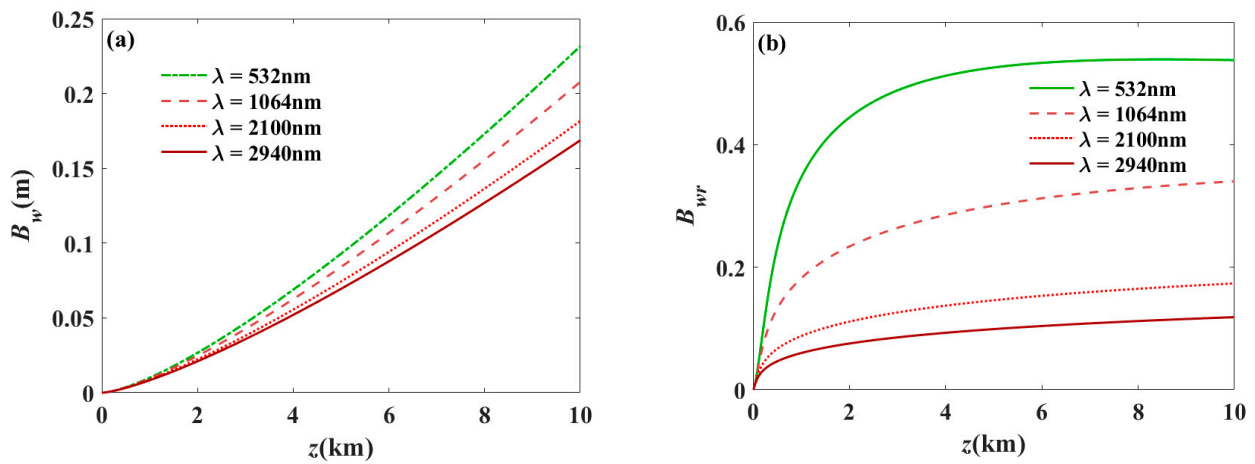 (a)
0.25
0.2
0.15
0.1
0.05
0
B_w(m)
λ = 532nm
λ = 1064nm
λ = 2100nm
λ = 2940nm
0 2 4 6 8 10
z(km)
(b)
0.6
0.4
0.2
0
B_wr
λ = 532nm
λ = 1064nm
λ = 2100nm
λ = 2940nm
0 2 4 6 8 10
z(km)